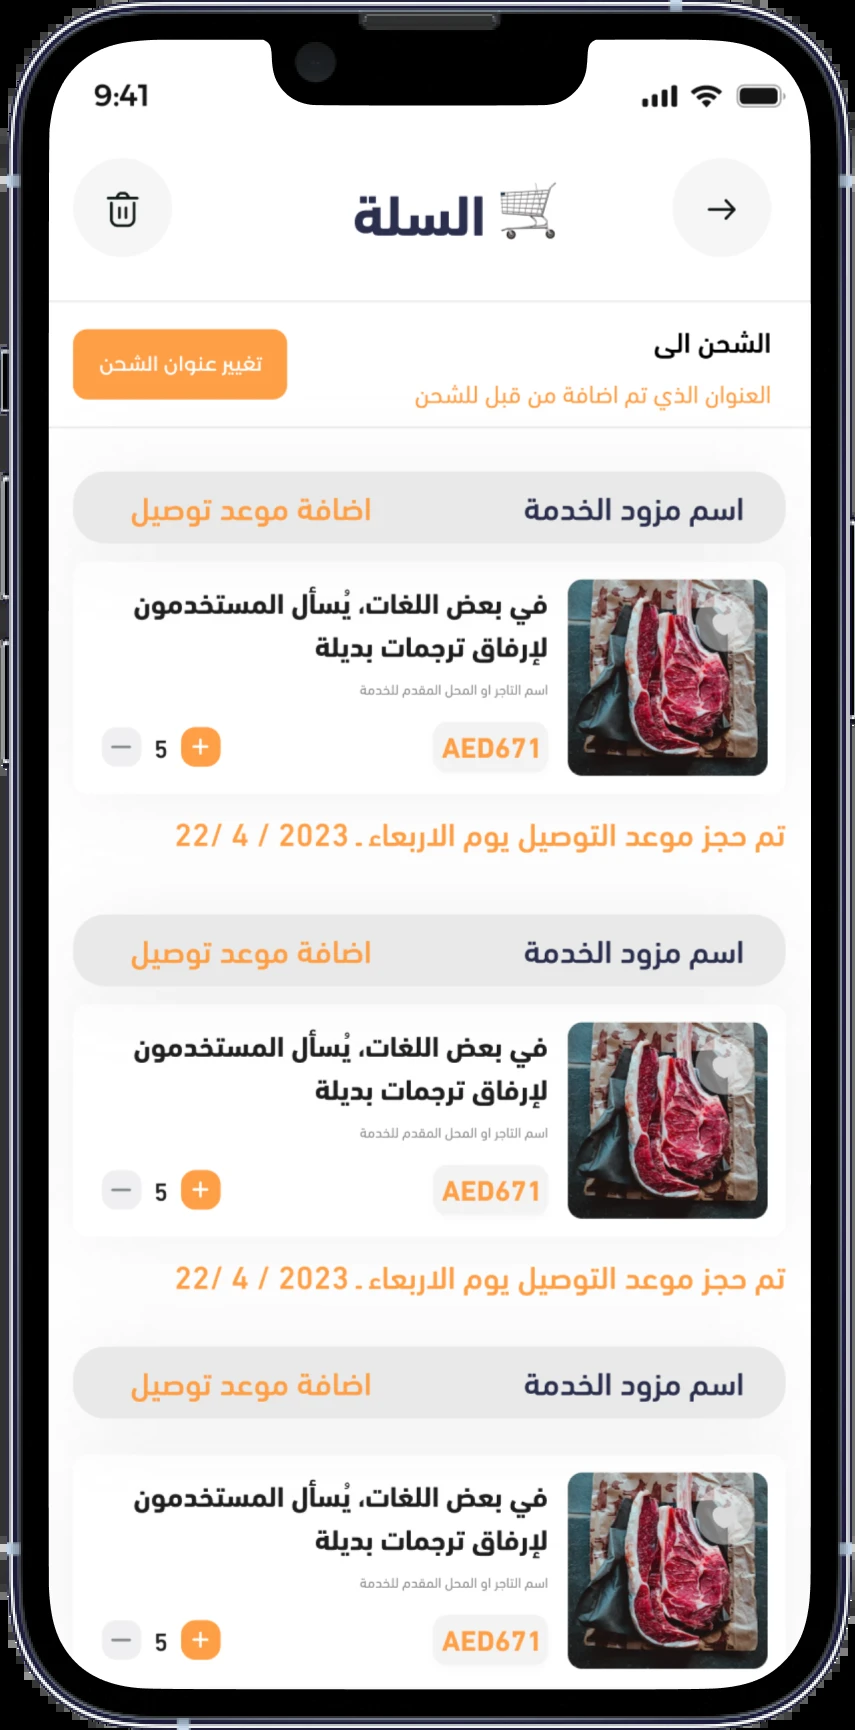 9:41
السلة
الشحن الى
العنوان الذي تم اضافة من قبل للشحن
تغيير عنوان الشحن
اسم مزود الخدمة
اضافة موعد توصيل
في بعض اللغات، يُسأل المستخدمون
لإرفاق ترجمات بديلة
اسم التاجر او المحل المقدم للخدمة
AED671
+ 5 −
تم حجز موعد التوصيل يوم الاربعاء ـ 2023 / 4 /22
اسم مزود الخدمة
اضافة موعد توصيل
في بعض اللغات، يُسأل المستخدمون
لإرفاق ترجمات بديلة
اسم التاجر او المحل المقدم للخدمة
AED671
+ 5 −
تم حجز موعد التوصيل يوم الاربعاء ـ 2023 / 4 /22
اسم مزود الخدمة
اضافة موعد توصيل
في بعض اللغات، يُسأل المستخدمون
لإرفاق ترجمات بديلة
اسم التاجر او المحل المقدم للخدمة
AED671
+ 5 −